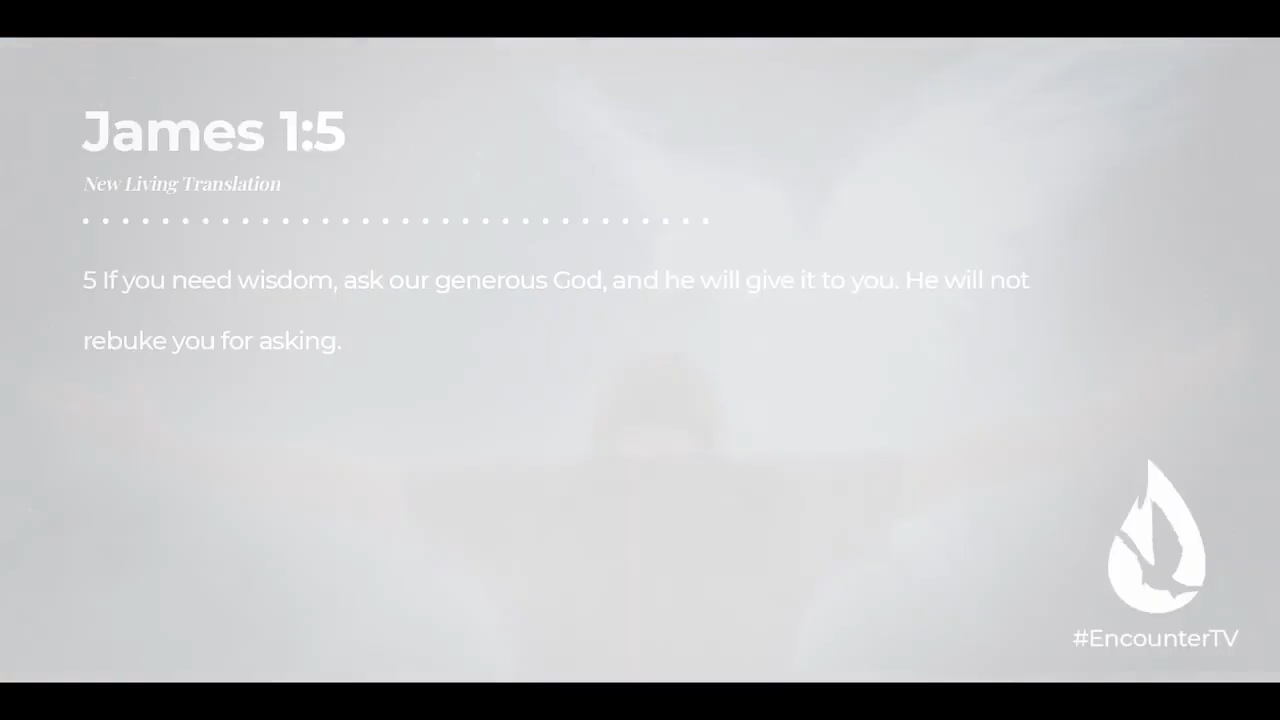 James 1:5
New Living Translation
5 If you need wisdom, ask our generous God, and he will give it to you. He will not
rebuke you for asking.
#EncounterTV